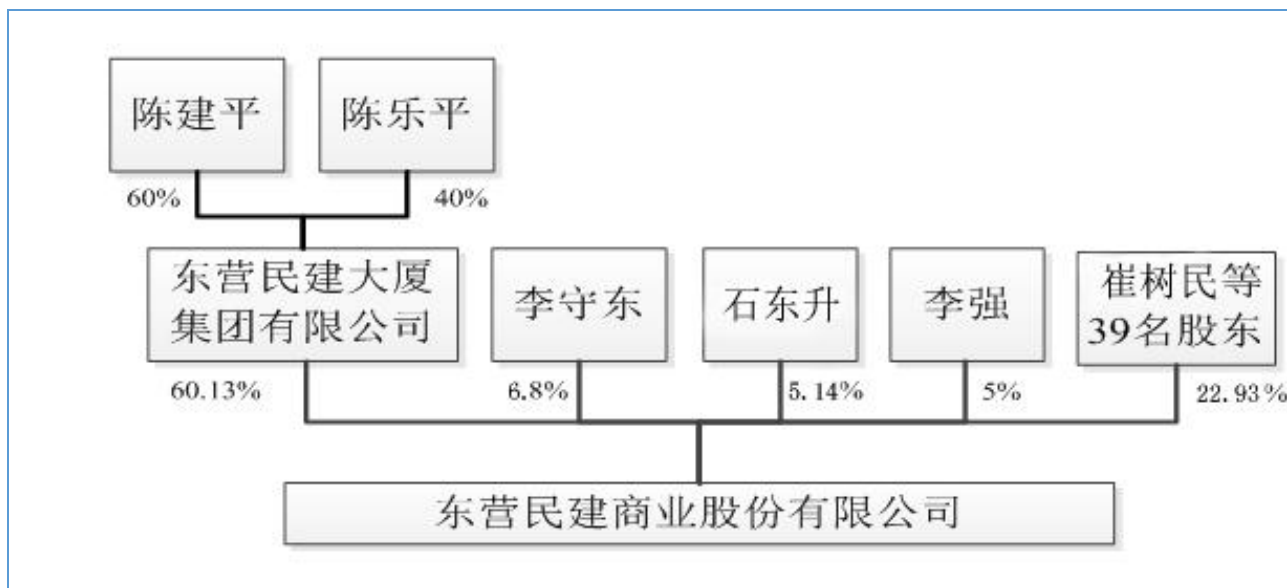 陈建平
陈乐平
60%
40%
东营民建大厦
集团有限公司
李守东
石东升
李强
崔树民等
39名股东
60.13%
6.8%
5.14%
5%
22.93%
东营民建商业股份有限公司